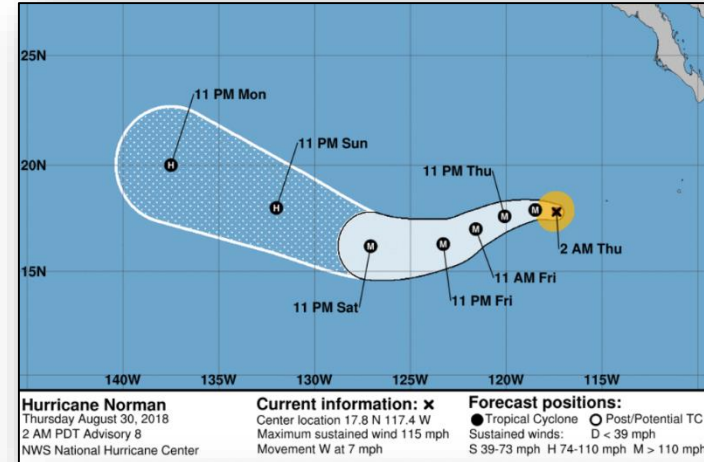 25N
11 PM Mon
11 PM Sun
H
20N
11 PM Thu
H
M
M
M
2 AM Thu
M
M
11 AM Fri
15N
11 PM Sat
11 PM Fri
140W 135W 130W 125W 120W 115W
Hurricane Norman
Thursday August 30, 2018
2 AM PDT Advisory 8
NWS National Hurricane Center
Current information: ×
Center location 17.8 N 117.4 W
Maximum sustained wind 115 mph
Movement W at 7 mph
Forecast positions:
Tropical Cyclone Post/Potential TC
Sustained winds: D < 39 mph
S 39-73 mph H 74-110 mph M > 110 mph